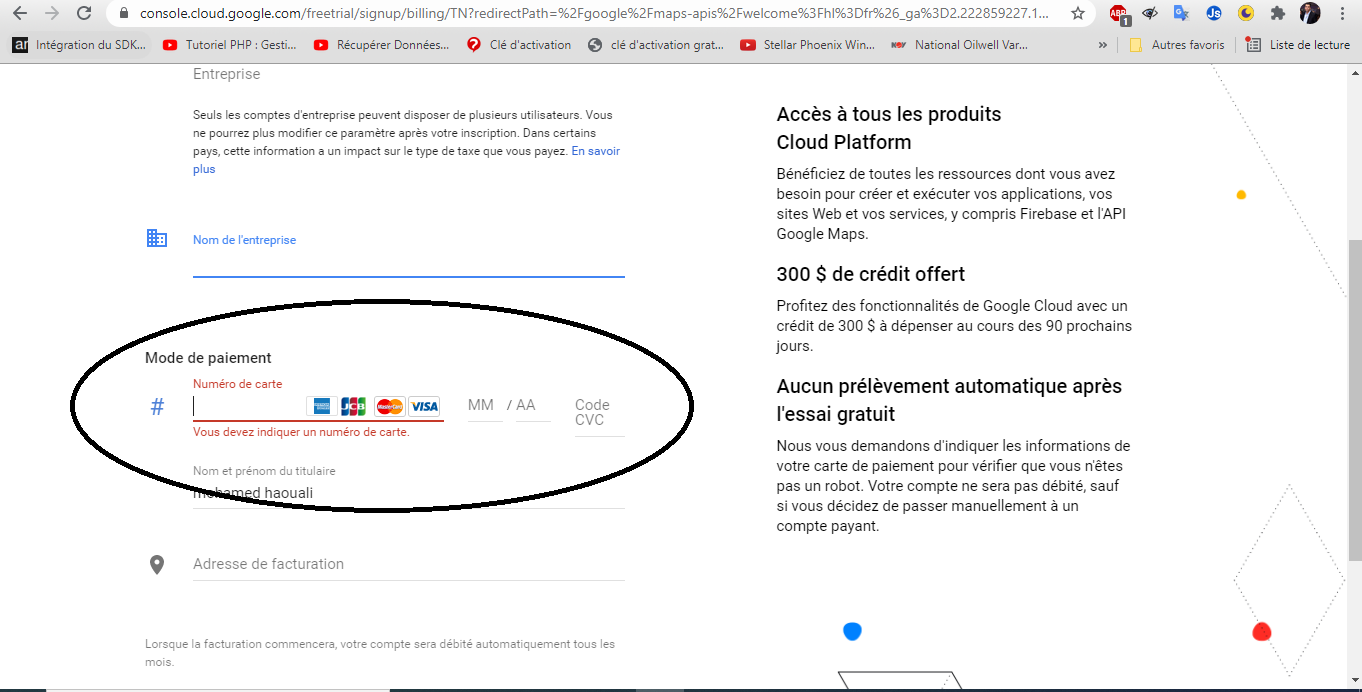 console.cloud.google.com/freetrial/signup/billing/TN?redirectPath=%2Fgoogle%2Fmaps-apis%2Fwelcome%3Fhl%3Dfr%26_ga%3D2.222859227.1...
ABP
1
Js
Intégration du SDK...
Tutoriel PHP : Gesti...
Récupérer Données...
Clé d'activation
clé d'activation grat...
Stellar Phoenix Win...
NOV
National Oilwell Var...
»
Autres favoris
Liste de lecture
Entreprise
Seuls les comptes d'entreprise peuvent disposer de plusieurs utilisateurs. Vous
ne pourrez plus modifier ce paramètre après votre inscription. Dans certains
pays, cette information a un impact sur le type de taxe que vous payez. En savoir
plus
Nom de l'entreprise
Mode de paiement
Numéro de carte
#
JCB
MasterCard
VISA
MM / AA
Code
CVC
Vous devez indiquer un numéro de carte.
Nom et prénom du titulaire
mohamed haouali
Adresse de facturation
Lorsque la facturation commencera, votre compte sera débité automatiquement tous les
mois.
Accès à tous les produits
Cloud Platform
Bénéficiez de toutes les ressources dont vous avez
besoin pour créer et exécuter vos applications, vos
sites Web et vos services, y compris Firebase et l'API
Google Maps.
300 $ de crédit offert
Profitez des fonctionnalités de Google Cloud avec un
crédit de 300 $ à dépenser au cours des 90 prochains
jours.
Aucun prélèvement automatique après
l'essai gratuit
Nous vous demandons d'indiquer les informations de
votre carte de paiement pour vérifier que vous n'êtes
pas un robot. Votre compte ne sera pas débité, sauf
si vous décidez de passer manuellement à un
compte payant.